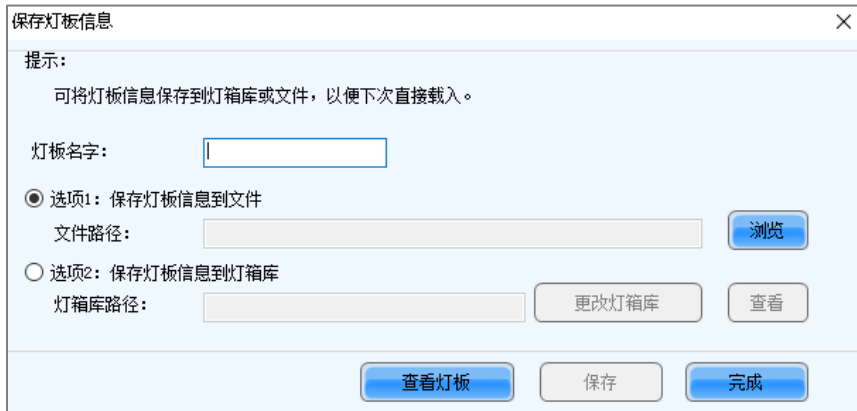 保存灯板信息
提示：
可将灯板信息保存到灯箱库或文件，以便下次直接载入。
灯板名字：
选项1：保存灯板信息到文件
文件路径： 浏览
选项2：保存灯板信息到灯箱库
灯箱库路径： 更改灯箱库 查看
查看灯板 保存 完成